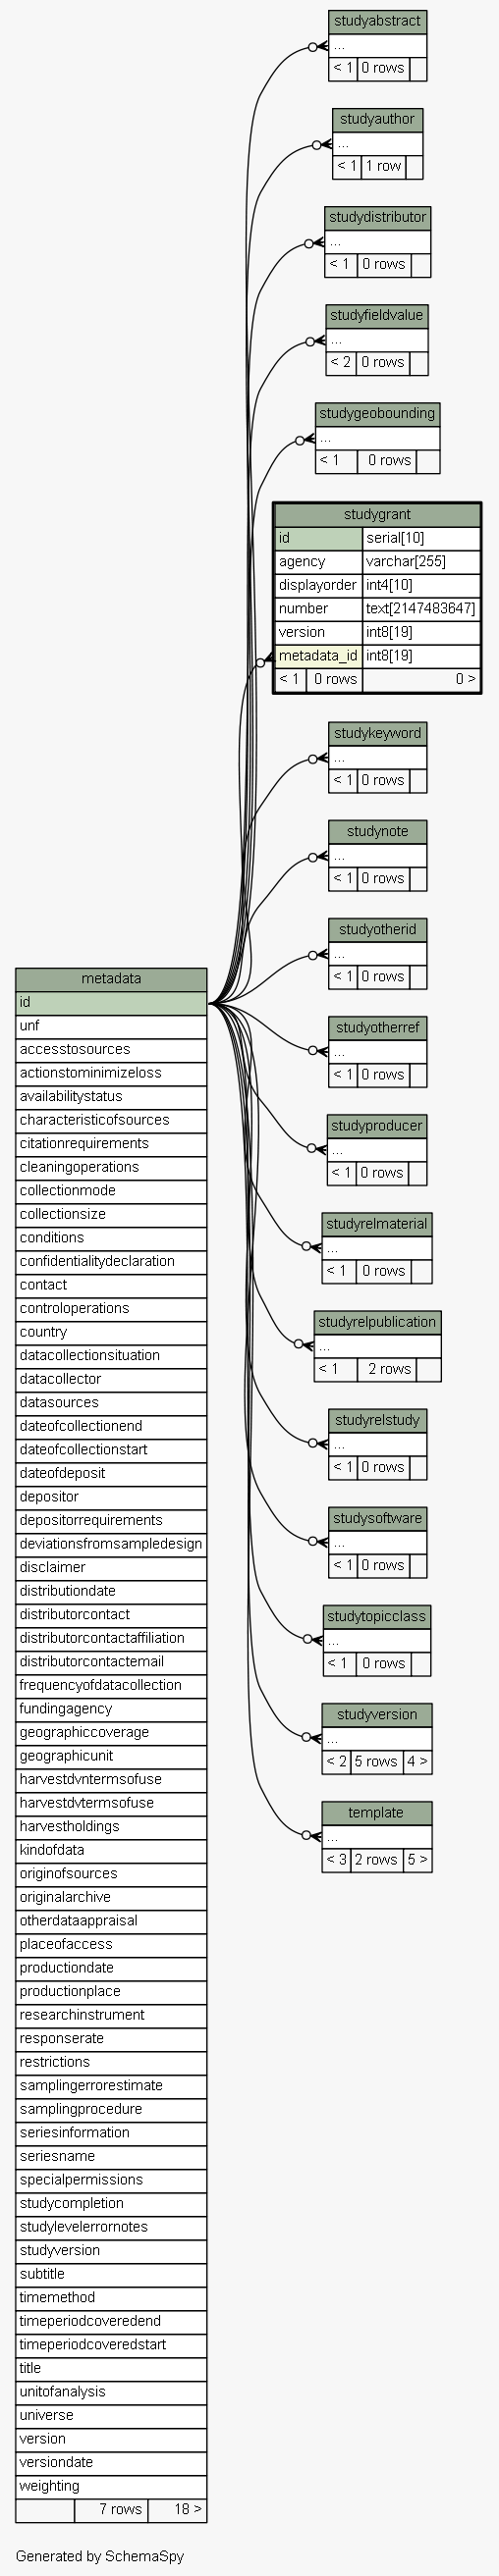 studyabstract
...
< 1 0 rows
studyauthor
...
< 1 1 row
studydistributor
...
< 1 0 rows
studyfieldvalue
...
< 2 0 rows
studygeobounding
...
< 1 0 rows
studygrant
id serial[10]
agency varchar[255]
displayorder int4[10]
number text[2147483647]
version int8[19]
metadata_id int8[19]
< 1 0 rows 0 >
studykeyword
...
< 1 0 rows
studynote
...
< 1 0 rows
studyotherid
...
< 1 0 rows
studyotherref
...
< 1 0 rows
studyproducer
...
< 1 0 rows
studyrelmaterial
...
< 1 0 rows
studyrelpublication
...
< 1 2 rows
studyrelstudy
...
< 1 0 rows
studysoftware
...
< 1 0 rows
studytopicclass
...
< 1 0 rows
studyversion
...
< 2 5 rows 4 >
template
...
< 3 2 rows 5 >
metadata
id
unf
accesstosources
actionstominimizeloss
availabilitystatus
characteristicofsources
citationrequirements
cleaningoperations
collectionmode
collectionsize
conditions
confidentialitydeclaration
contact
controloperations
country
datacollectionsituation
datacollector
datasources
dateofcollectionend
dateofcollectionstart
dateofdeposit
depositor
depositorrequirements
deviationsfromsampledesign
disclaimer
distributiondate
distributorcontact
distributorcontactaffiliation
distributorcontactemail
frequencyofdatacollection
fundingagency
geographiccoverage
geographicunit
harvestdvntermsofuse
harvestdvtermsofuse
harvestholdings
kindofdata
originofsources
originalarchive
otherdataappraisal
placeofaccess
productiondate
productionplace
researchinstrument
responserate
restrictions
samplingerrorestimate
samplingprocedure
seriesinformation
seriesname
specialpermissions
studycompletion
studylevelerrornotes
studyversion
subtitle
timemethod
timeperiodcoveredend
timeperiodcoveredstart
title
unitofanalysis
universe
version
versiondate
weighting
7 rows 18 >
Generated by SchemaSpy